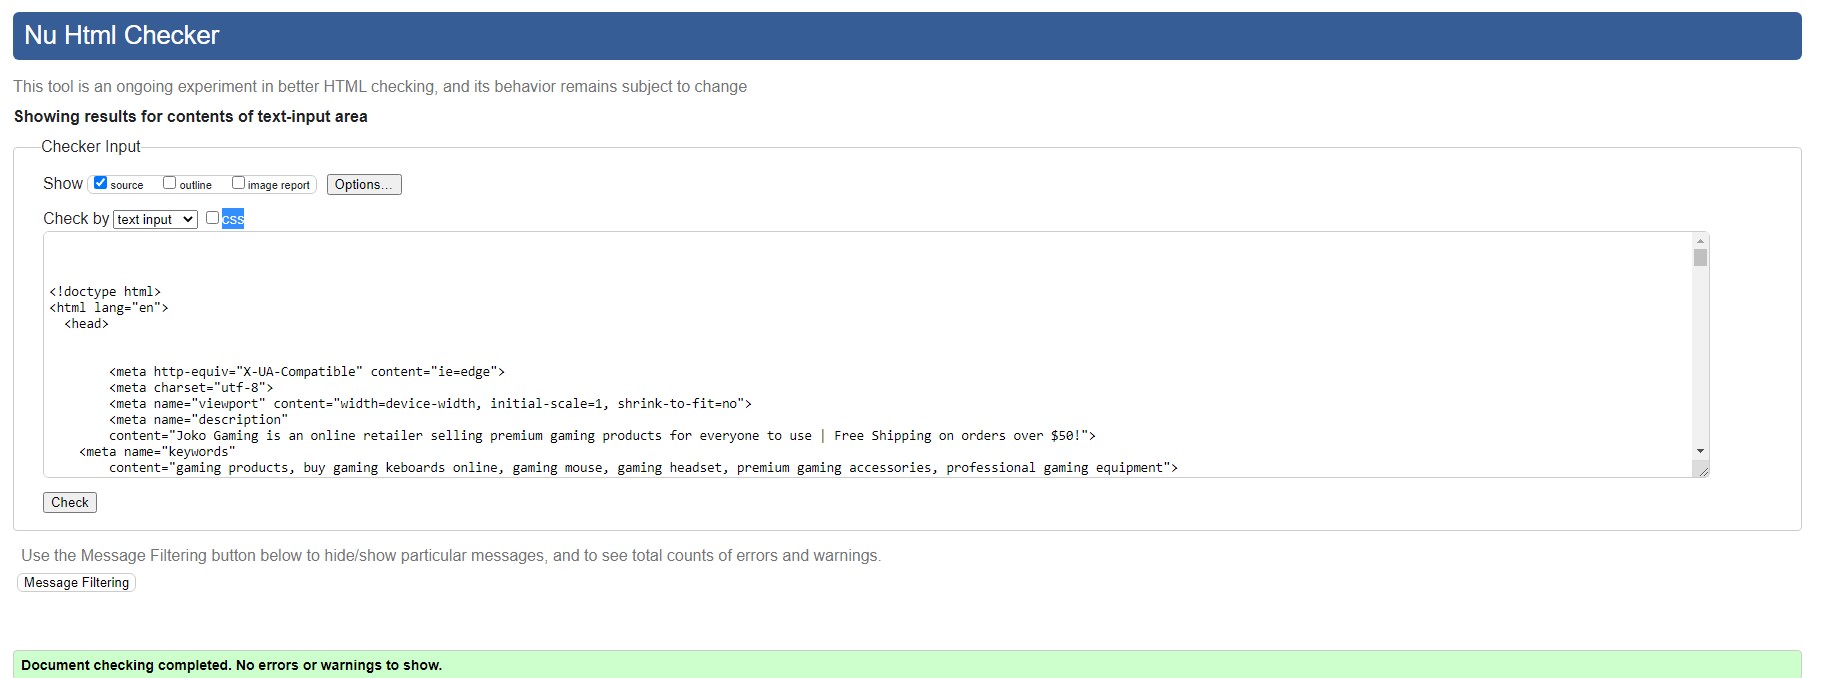 Nu Html Checker
This tool is an ongoing experiment in better HTML checking, and its behavior remains subject to change
Showing results for contents of text-input area
Checker Input
Show source outline image report Options...
Check by text input css
<!doctype html>
<html lang="en">
<head>
<meta http-equiv="X-UA-Compatible" content="ie=edge">
<meta charset="utf-8">
<meta name="viewport" content="width=device-width, initial-scale=1, shrink-to-fit=no">
<meta name="description"
content="Joko Gaming is an online retailer selling premium gaming products for everyone to use | Free Shipping on orders over $50!">
<meta name="keywords"
content="gaming products, buy gaming keboards online, gaming mouse, gaming headset, premium gaming accessories, professional gaming equipment">
Check
Use the Message Filtering button below to hide/show particular messages, and to see total counts of errors and warnings.
Message Filtering
Document checking completed. No errors or warnings to show.